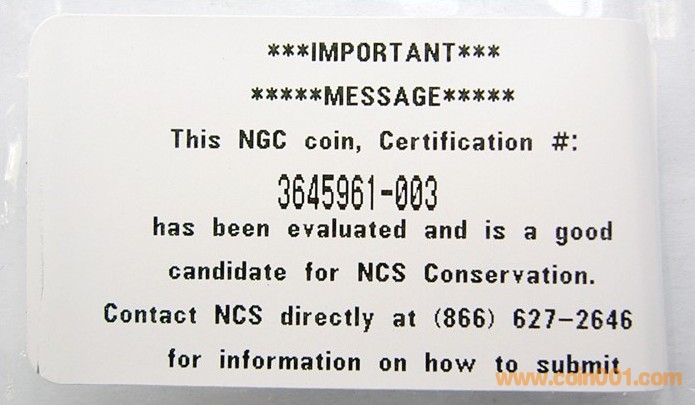 ***IMPORTANT***
*****MESSAGE*****
This NGC coin, Certification #:
3645961-003
has been evaluated and is a good
candidate for NCS Conservation.
Contact NCS directly at (866) 627-2646
for information on how to submit
www.coin001.com